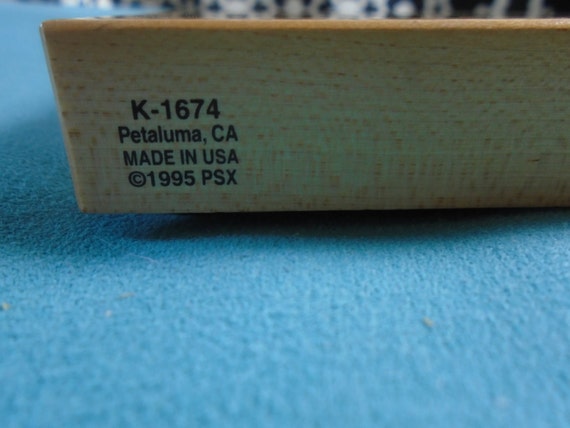 K-1674
Petaluma, CA
MADE IN USA
©1995 PSX